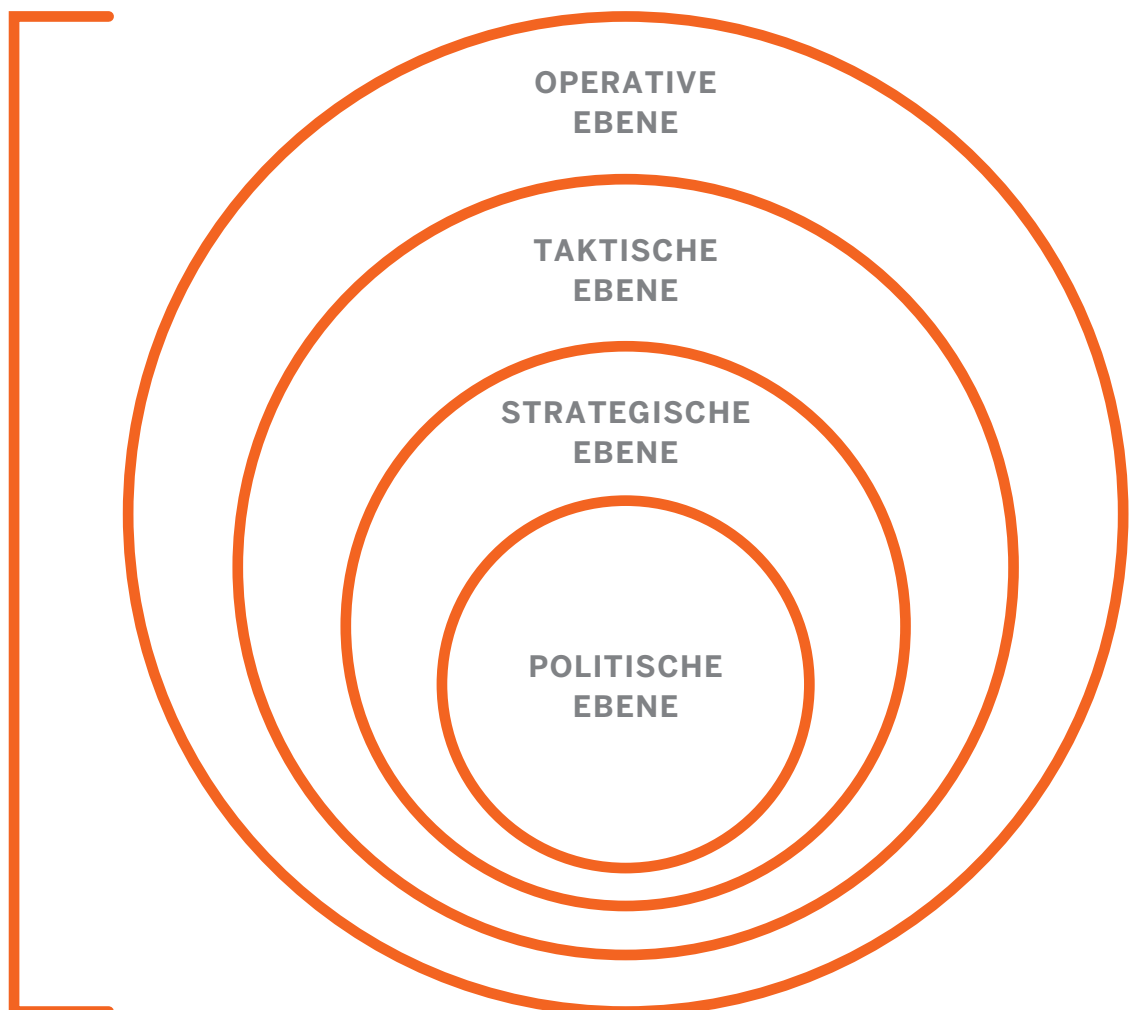 OPERATIVE
EBENE
TAKTISCHE
EBENE
STRATEGISCHE
EBENE
POLITISCHE
EBENE